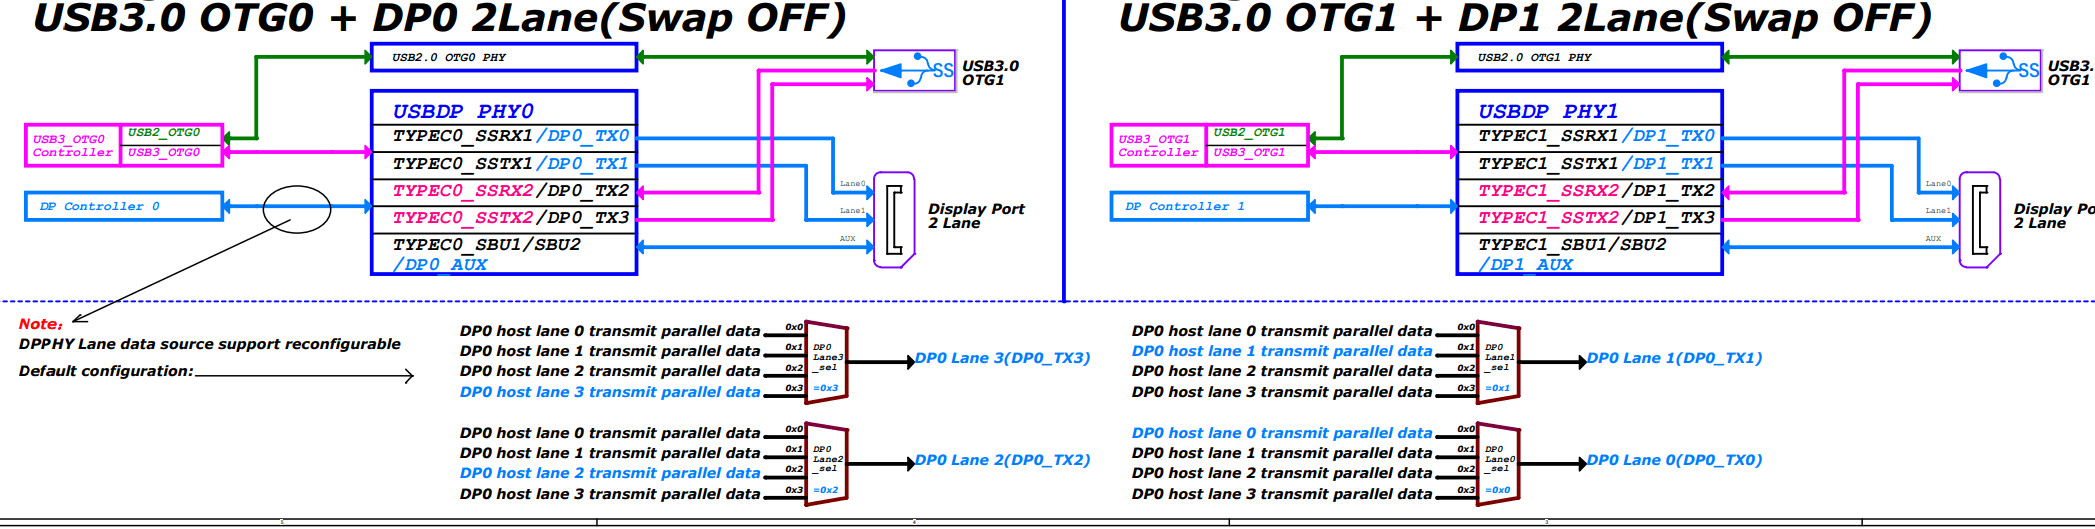 USB3.0 OTG0 + DP0 2Lane(Swap OFF)
USB2.0 OTG0 PHY
SS
USB3.0
OTG1
USBDP PHY0
USB3_OTG0
Controller
USB2_OTG0
USB3_OTG0
TYPEC0_SSRX1/DP0_TX0
TYPEC0_SSTX1/DP0_TX1
TYPEC0_SSRX2/DP0_TX2
TYPEC0_SSTX2/DP0_TX3
TYPEC0_SBU1/SBU2
/DP0_AUX
DP Controller 0
Lane0
Lane1
AUX
Display Port
2 Lane
USB3.0 OTG1 + DP1 2Lane(Swap OFF)
USB2.0 OTG1 PHY
SS
USB3.
OTG1
USBDP PHY1
USB3_OTG1
Controller
USB2_OTG1
USB3_OTG1
TYPEC1_SSRX1/DP1_TX0
TYPEC1_SSTX1/DP1_TX1
TYPEC1_SSRX2/DP1_TX2
TYPEC1_SSTX2/DP1_TX3
TYPEC1_SBU1/SBU2
/DP1_AUX
DP Controller 1
Lane0
Lane1
AUX
Display Po
2 Lane
Note:
DPPHY Lane data source support reconfigurable
Default configuration:
DP0 host lane 0 transmit parallel data 0x0
DP0 host lane 1 transmit parallel data 0x1
DP0 host lane 2 transmit parallel data 0x2
DP0 host lane 3 transmit parallel data 0x3
DP0
Lane3
_sel
=0x3
DP0 Lane 3(DP0_TX3)
DP0 host lane 0 transmit parallel data 0x0
DP0 host lane 1 transmit parallel data 0x1
DP0 host lane 2 transmit parallel data 0x2
DP0 host lane 3 transmit parallel data 0x3
DP0
Lane2
_sel
=0x2
DP0 Lane 2(DP0_TX2)
DP0 host lane 0 transmit parallel data 0x0
DP0 host lane 1 transmit parallel data 0x1
DP0 host lane 2 transmit parallel data 0x2
DP0 host lane 3 transmit parallel data 0x3
DP0
Lane1
_sel
=0x1
DP0 Lane 1(DP0_TX1)
DP0 host lane 0 transmit parallel data 0x0
DP0 host lane 1 transmit parallel data 0x1
DP0 host lane 2 transmit parallel data 0x2
DP0 host lane 3 transmit parallel data 0x3
DP0
Lane0
_sel
=0x0
DP0 Lane 0(DP0_TX0)